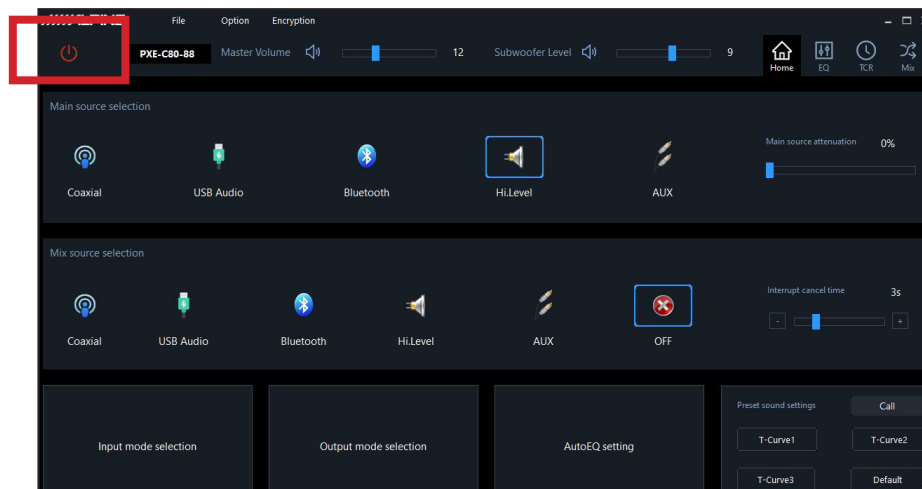 File Option Encryption
PXE-C80-88 Master Volume 12 Subwoofer Level 9 Home EQ TCR Mix
Main source selection
Coaxial USB Audio Bluetooth Hi.Level AUX
Main source attenuation 0%
Mix source selection
Coaxial USB Audio Bluetooth Hi.Level AUX OFF
Interrupt cancel time 3s
- +
Input mode selection Output mode selection AutoEQ setting
Preset sound settings Call
T-Curve1 T-Curve2
T-Curve3 Default